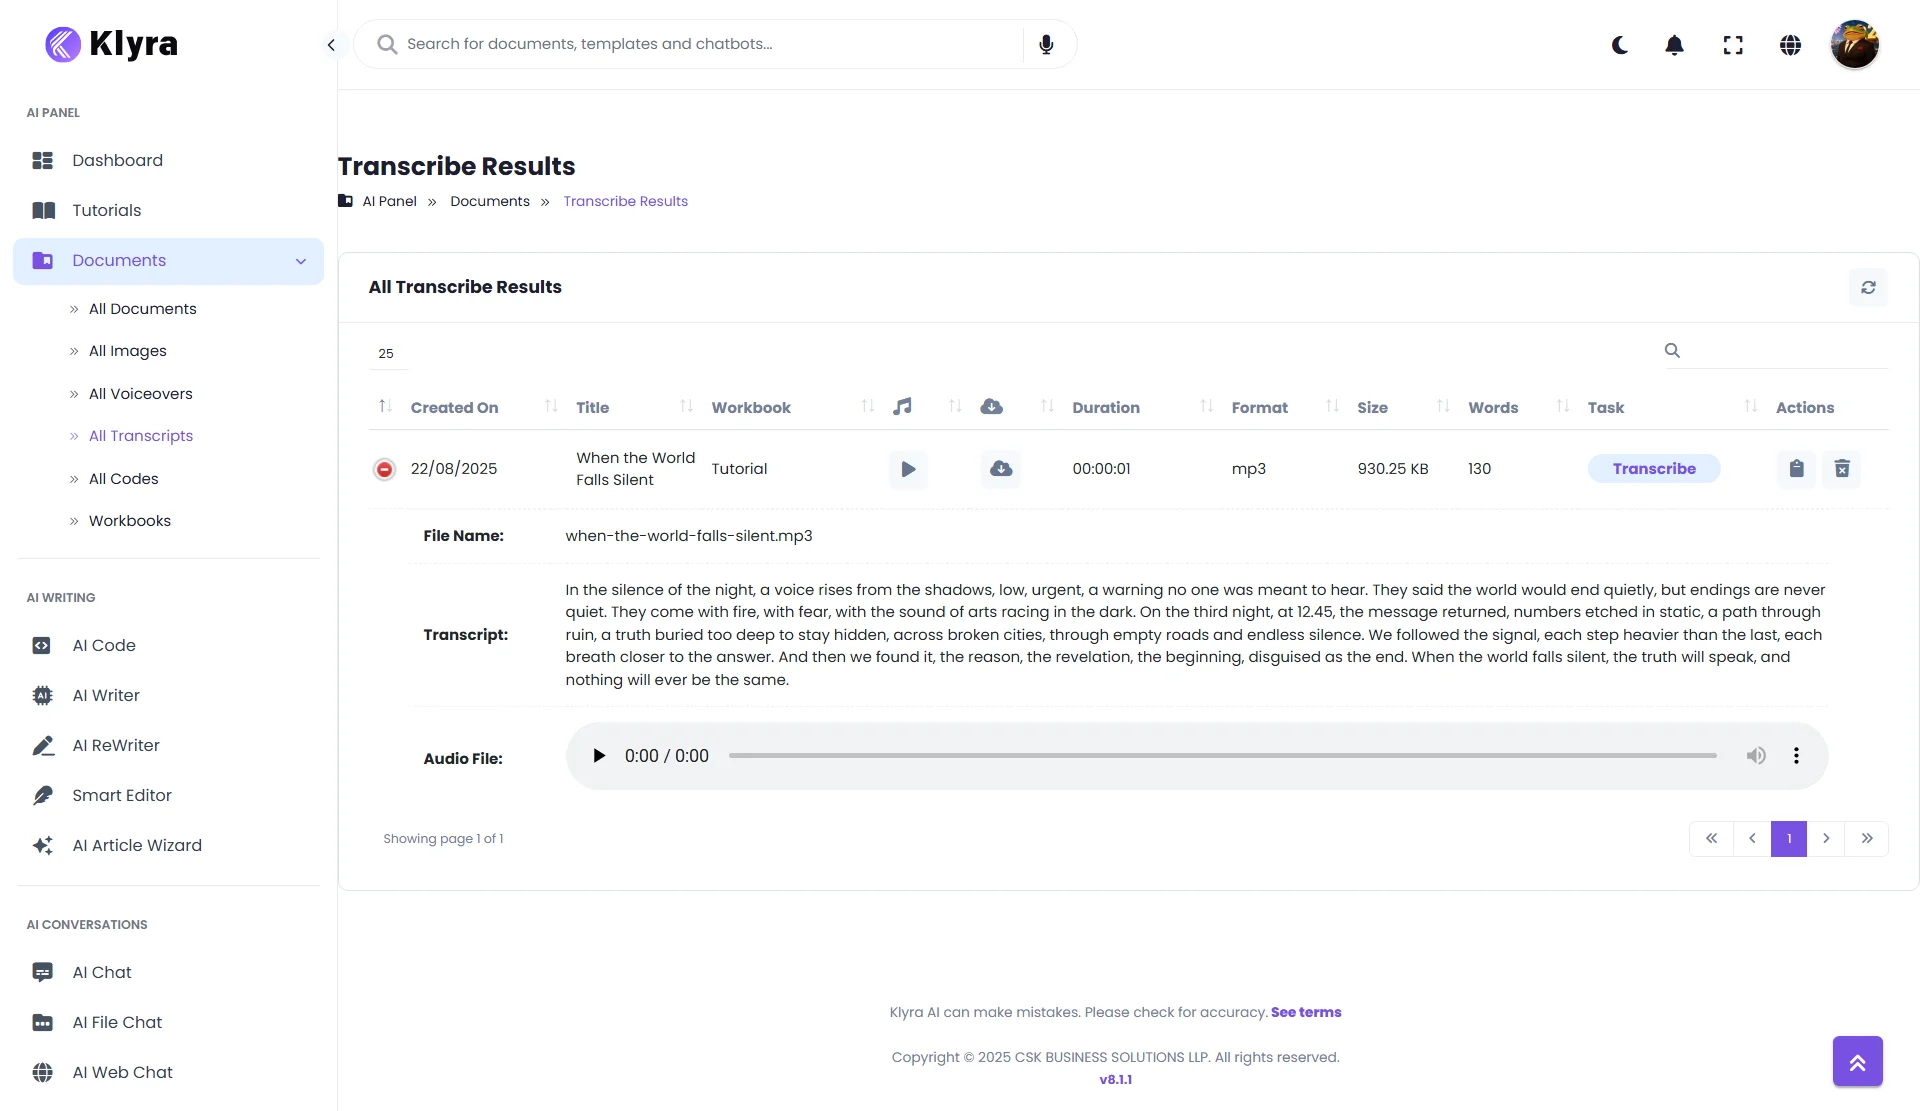 Klyra
Search for documents, templates and chatbots...
AI PANEL
Dashboard
Tutorials
Documents
All Documents
All Images
All Voiceovers
All Transcripts
All Codes
Workbooks
AI WRITING
AI Code
AI Writer
AI ReWriter
Smart Editor
AI Article Wizard
AI CONVERSATIONS
AI Chat
AI File Chat
AI Web Chat
Transcribe Results
AI Panel » Documents » Transcribe Results
All Transcribe Results
25
Created On Title Workbook Duration Format Size Words Task Actions
22/08/2025 When the World Falls Silent Tutorial 00:00:01 mp3 930.25 KB 130 Transcribe
File Name: when-the-world-falls-silent.mp3
Transcript: In the silence of the night, a voice rises from the shadows, low, urgent, a warning no one was meant to hear. They said the world would end quietly, but endings are never
quiet. They come with fire, with fear, with the sound of arts racing in the dark. On the third night, at 12.45, the message returned, numbers etched in static, a path through
ruin, a truth buried too deep to stay hidden, across broken cities, through empty roads and endless silence. We followed the signal, each step heavier than the last, each
breath closer to the answer. And then we found it, the reason, the revelation, the beginning, disguised as the end. When the world falls silent, the truth will speak, and
nothing will ever be the same.
Audio File: 0:00 / 0:00
Showing page 1 of 1
« ‹ 1 › »
Klyra AI can make mistakes. Please check for accuracy. See terms
Copyright © 2025 CSK BUSINESS SOLUTIONS LLP. All rights reserved.
v8.1.1